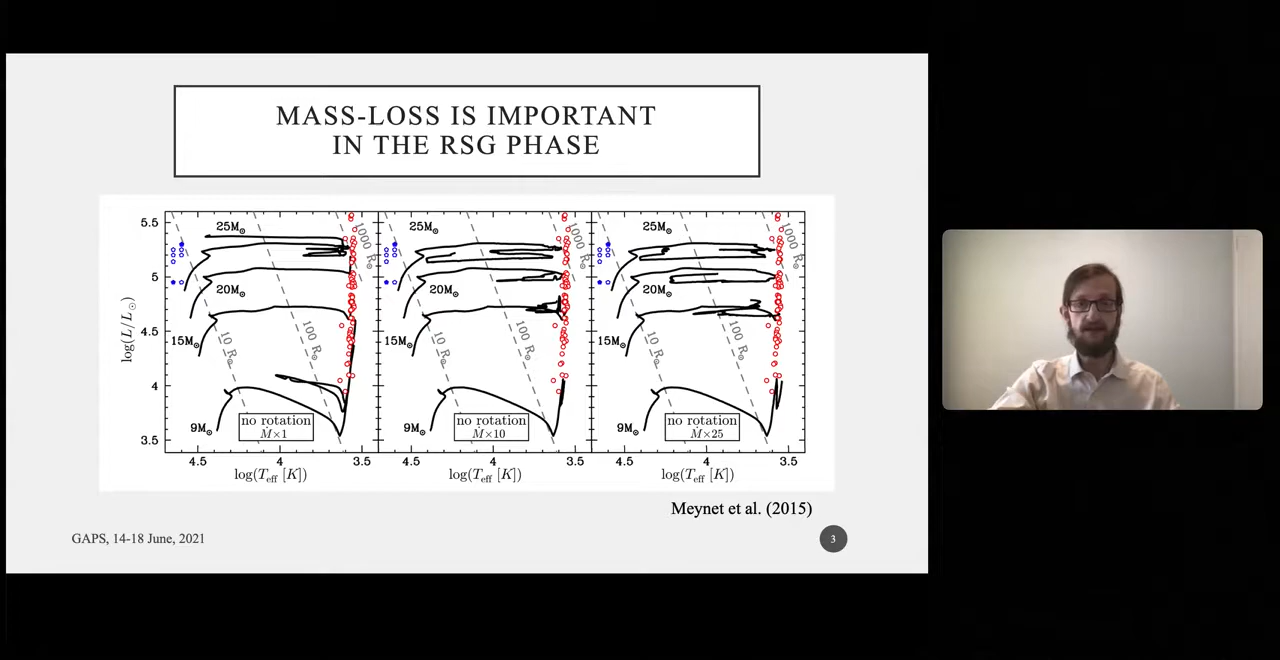 MASS-LOSS IS IMPORTANT
IN THE RSG PHASE
log(L/L⊙)
5.5
5
4.5
4
3.5
25M⊙
20M⊙
15M⊙
9M⊙
10 R⊙
100 R⊙
1000 R⊙
no rotation
Ṁ×1
4.5 4 3.5
log(Teff [K])
25M⊙
20M⊙
15M⊙
9M⊙
10 R⊙
100 R⊙
1000 R⊙
no rotation
Ṁ×10
4.5 4 3.5
log(Teff [K])
25M⊙
20M⊙
15M⊙
9M⊙
10 R⊙
100 R⊙
1000 R⊙
no rotation
Ṁ×25
4.5 4 3.5
log(Teff [K])
Meynet et al. (2015)
GAPS, 14-18 June, 2021
3